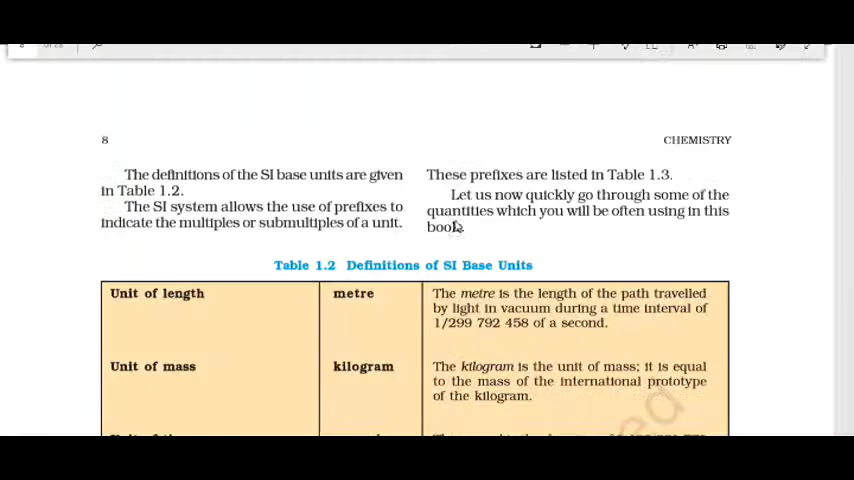 8
CHEMISTRY
The definitions of the SI base units are given
in Table 1.2.
The SI system allows the use of prefixes to
indicate the multiples or submultiples of a unit.
These prefixes are listed in Table 1.3.
Let us now quickly go through some of the
quantities which you will be often using in this
book.
Table 1.2 Definitions of SI Base Units
Unit of length
metre
The metre is the length of the path travelled
by light in vacuum during a time interval of
1/299 792 458 of a second.
Unit of mass
kilogram
The kilogram is the unit of mass; it is equal
to the mass of the international prototype
of the kilogram.